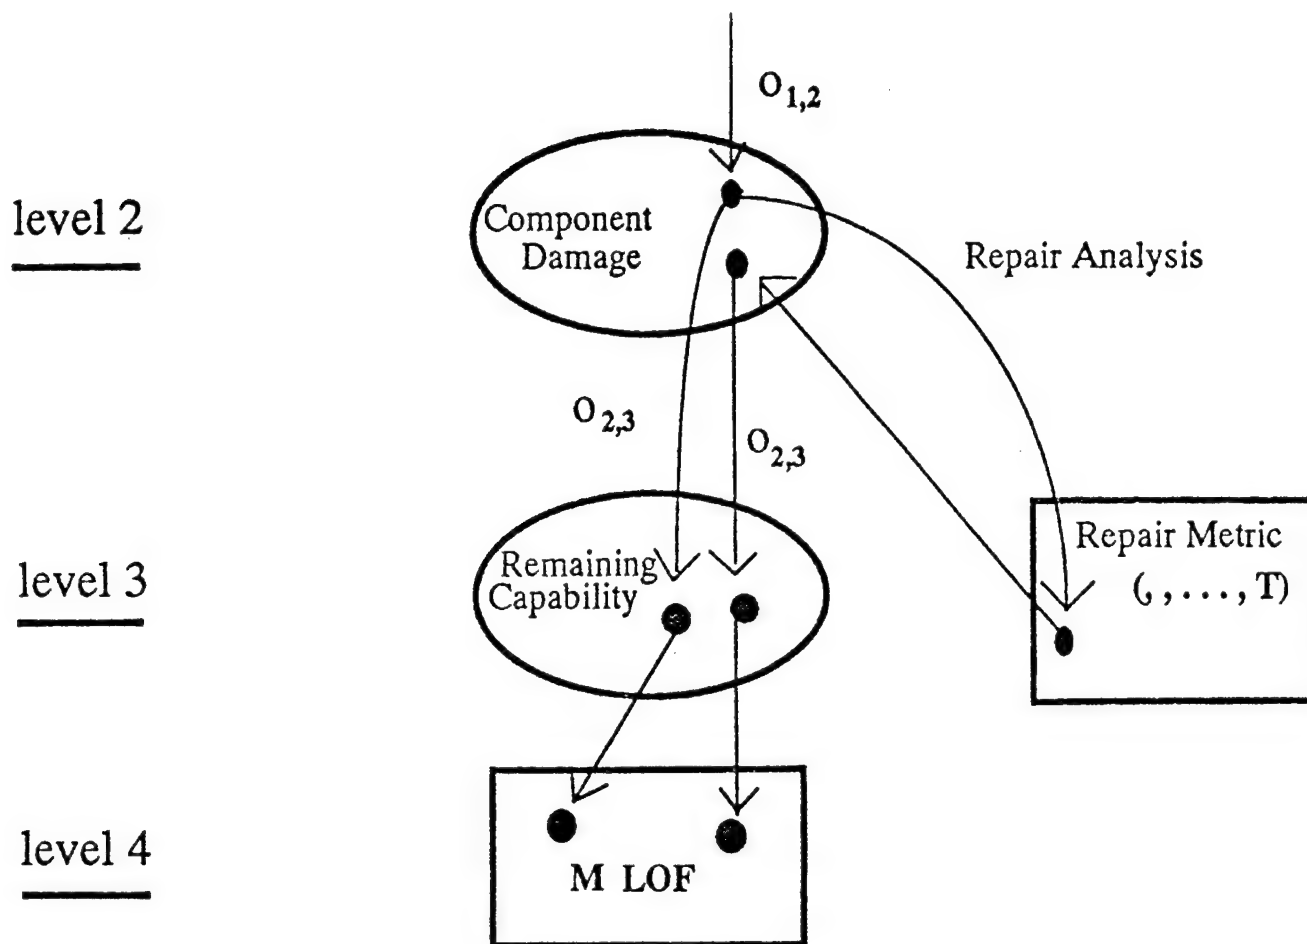 O1,2
level 2
Component
Damage
Repair Analysis
O2,3
O2,3
level 3
Remaining
Capability
Repair Metric
(, , . . . , T)
level 4
M LOF